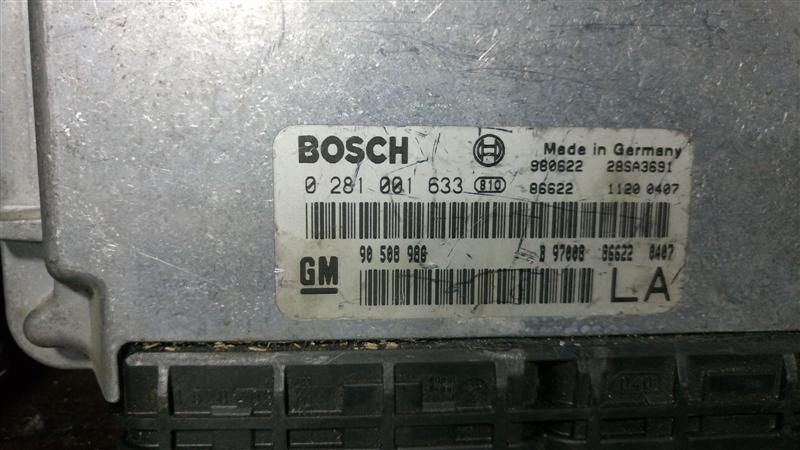 BOSCH Made in Germany
980622 28SA3691
0 281 001 633 810 86622 1120 0407
90 508 980 B 97008 86622 0407
GM LA